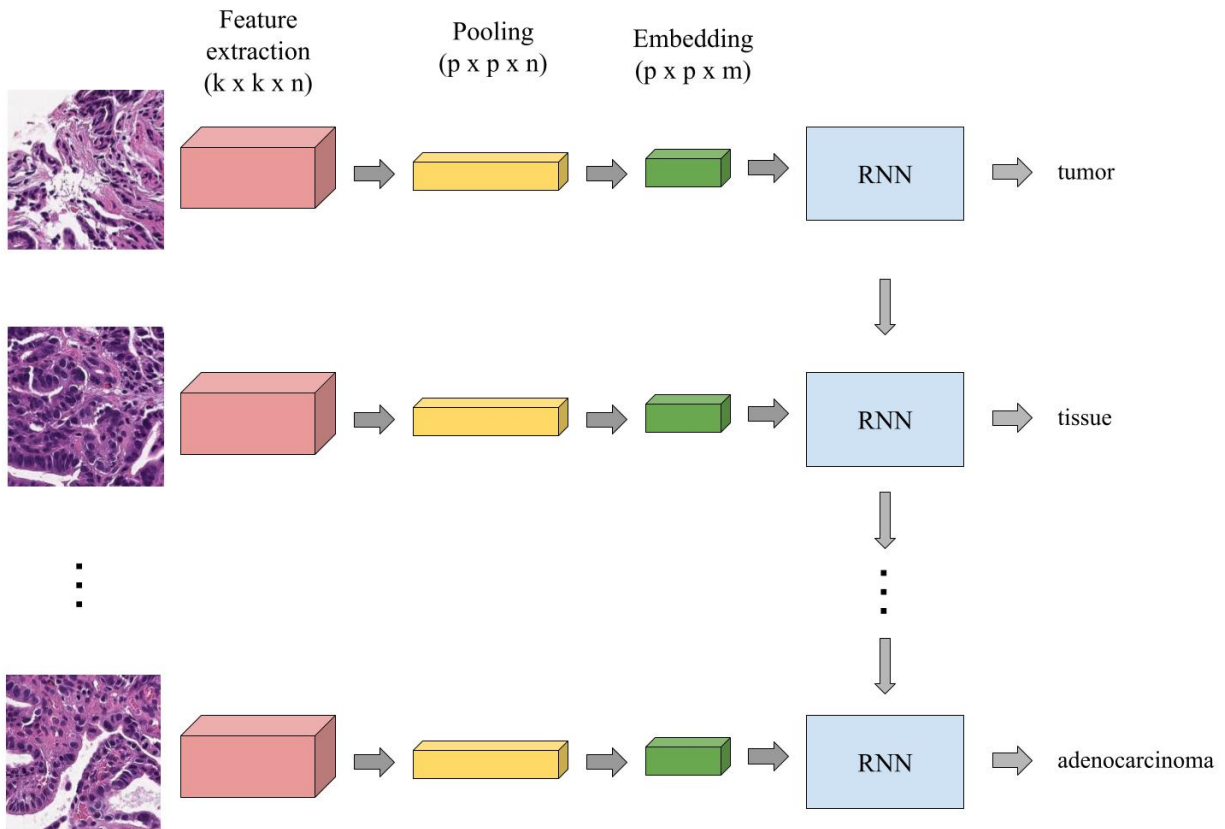 Feature
extraction
(k x k x n)
Pooling
(p x p x n)
Embedding
(p x p x m)
RNN
tumor
RNN
tissue
RNN
adenocarcinoma